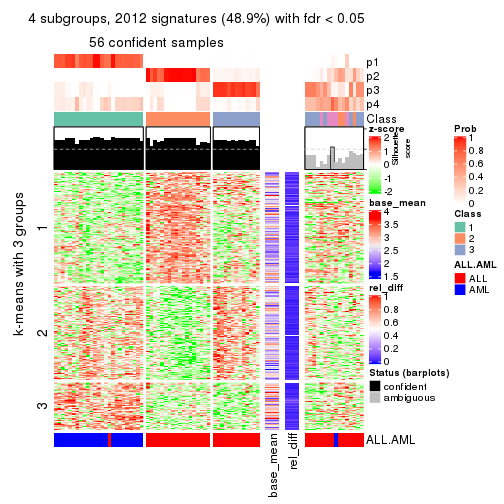 4 subgroups, 2012 signatures (48.9%) with fdr < 0.05
56 confident samples
p1
p2
p3
p4
Class
k-means with 3 groups
1
2
3
Silhouette
score
z-score
2
1
0
-1
-2
base_mean
4
3.5
3
2.5
2
1.5
rel_diff
1
0.8
0.6
0.4
0.2
0
Status (barplots)
confident
ambiguous
Prob
1
0.8
0.6
0.4
0.2
0
Class
1
2
3
ALL.AML
ALL
AML
ALL.AML
base_mean
rel_diff